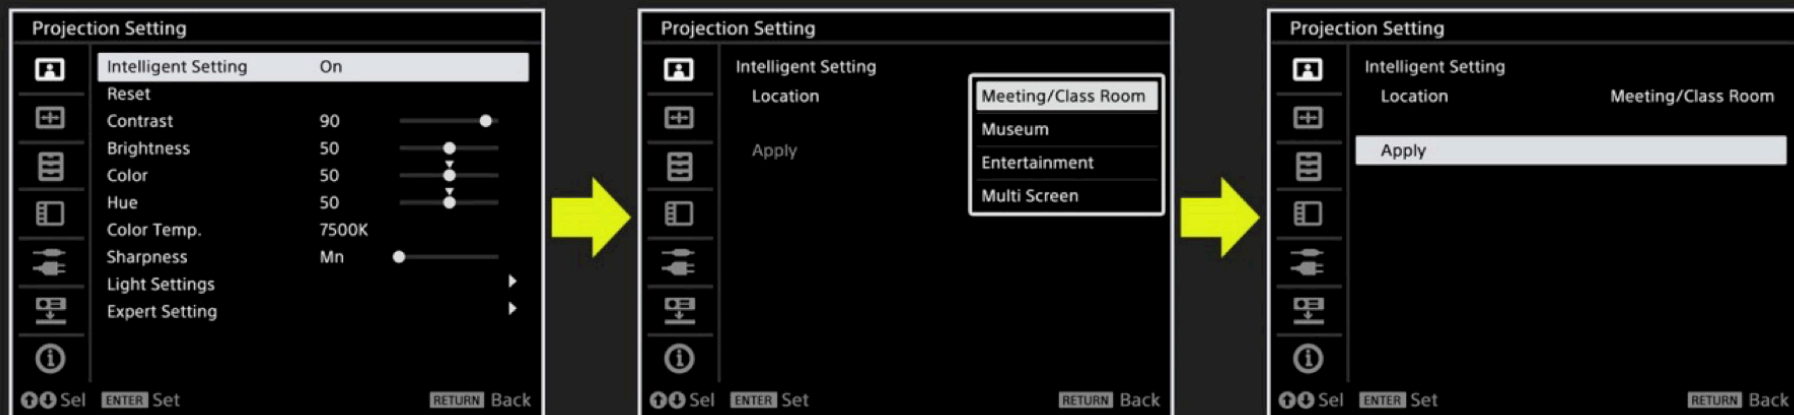 Projection Setting
Intelligent Setting On
Reset
Contrast 90
Brightness 50
Color 50
Hue 50
Color Temp. 7500K
Sharpness Mn
Light Settings
Expert Setting
Sel ENTER Set RETURN Back
Projection Setting
Intelligent Setting
Location
Apply
Meeting/Class Room
Museum
Entertainment
Multi Screen
Sel ENTER Set RETURN Back
Projection Setting
Intelligent Setting
Location Meeting/Class Room
Apply
Sel ENTER Set RETURN Back